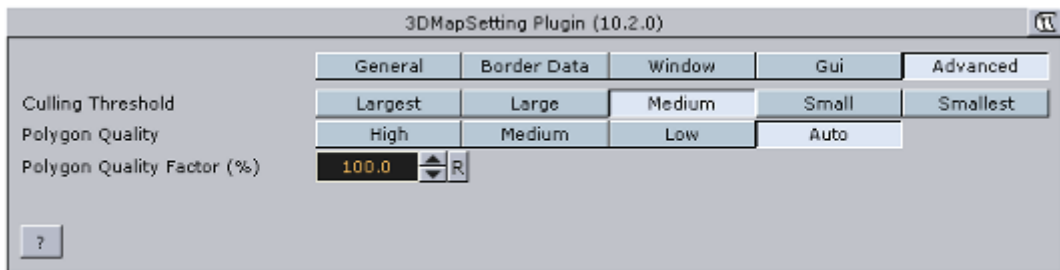 3DMapSetting Plugin (10.2.0)
General Border Data Window Gui Advanced
Culling Threshold Largest Large Medium Small Smallest
Polygon Quality High Medium Low Auto
Polygon Quality Factor (%) 100.0 R
?